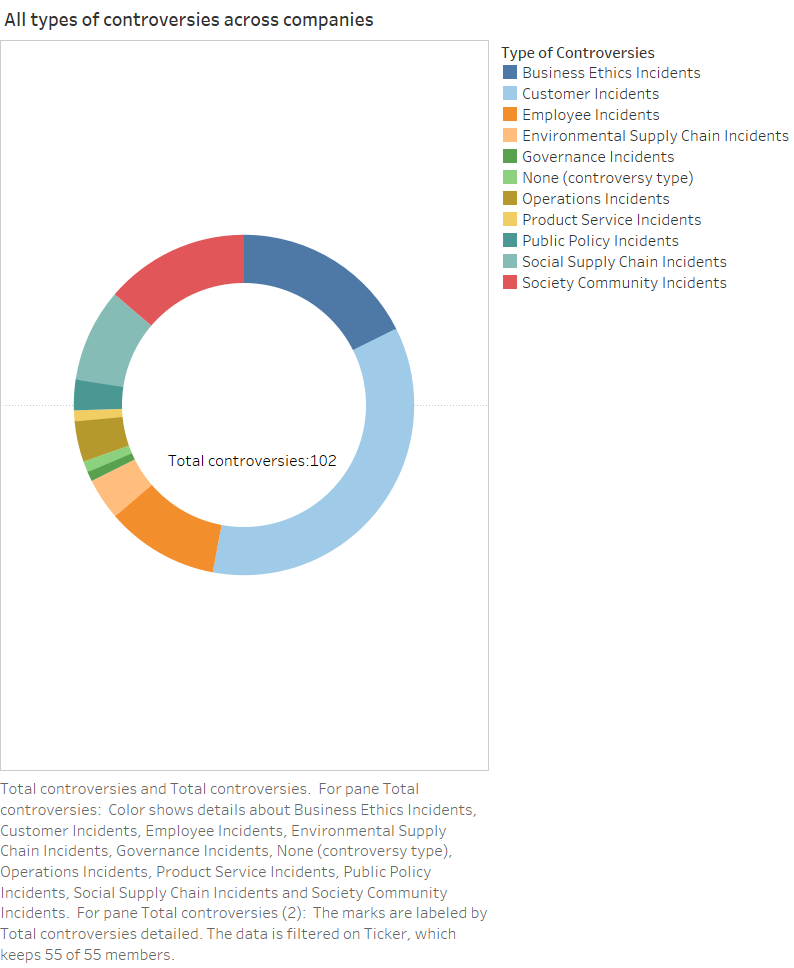 All types of controversies across companies
Type of Controversies
Business Ethics Incidents
Customer Incidents
Employee Incidents
Environmental Supply Chain Incidents
Governance Incidents
None (controversy type)
Operations Incidents
Product Service Incidents
Public Policy Incidents
Social Supply Chain Incidents
Society Community Incidents
Total controversies:102
Total controversies and Total controversies.  For pane Total
controversies:  Color shows details about Business Ethics Incidents,
Customer Incidents, Employee Incidents, Environmental Supply
Chain Incidents, Governance Incidents, None (controversy type),
Operations Incidents, Product Service Incidents, Public Policy
Incidents, Social Supply Chain Incidents and Society Community
Incidents.  For pane Total controversies (2):  The marks are labeled by
Total controversies detailed. The data is filtered on Ticker, which
keeps 55 of 55 members.